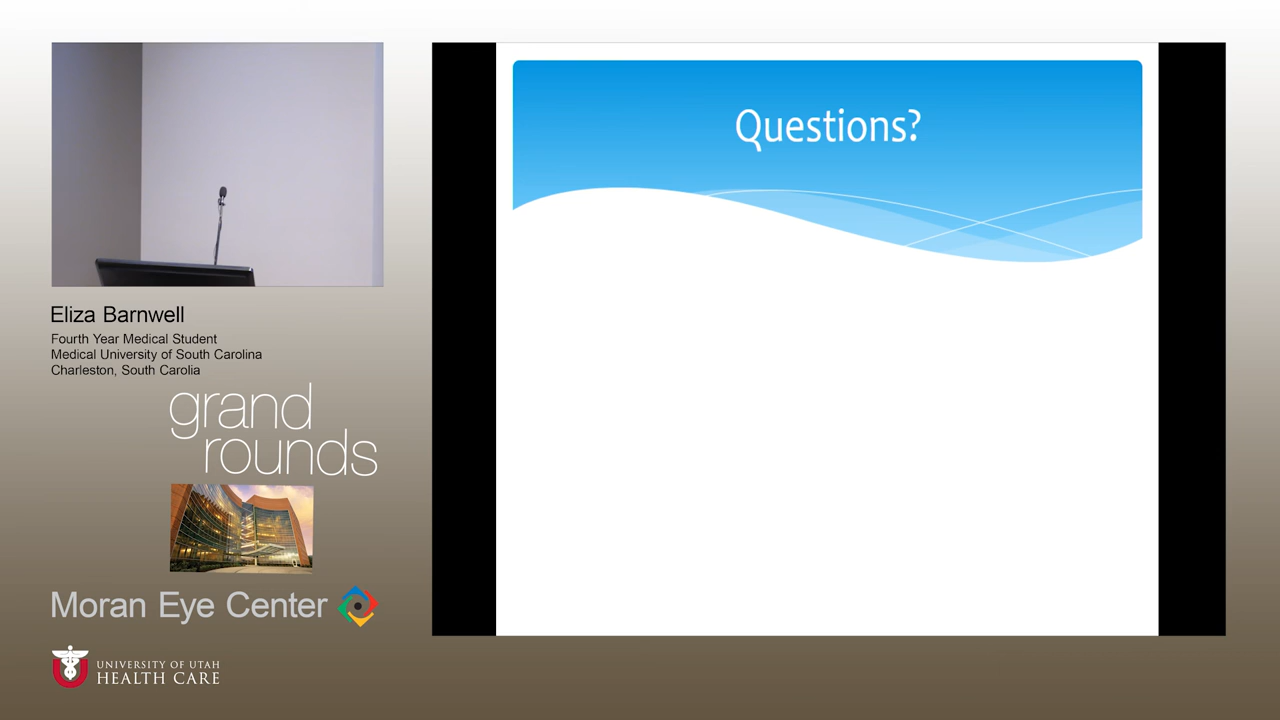 Questions?
Eliza Barnwell
Fourth Year Medical Student
Medical University of South Carolina
Charleston, South Carolia
grand
rounds
Moran Eye Center
UNIVERSITY OF UTAH
HEALTH CARE